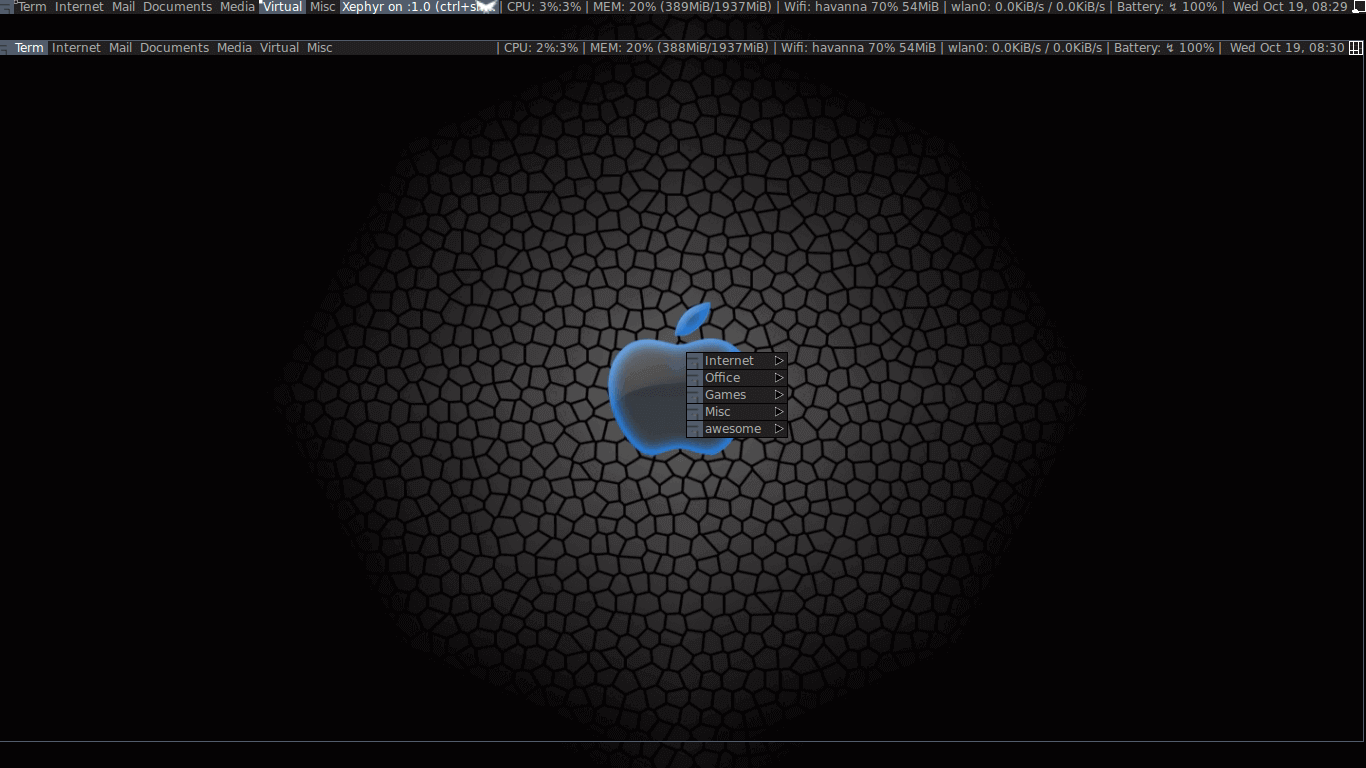 Term Internet Mail Documents Media Virtual Misc Xephyr on :1.0 (ctrl+s | CPU: 3%:3% | MEM: 20% (389MiB/1937MiB) | Wifi: havanna 70% 54MiB | wlan0: 0.0KiB/s / 0.0KiB/s | Battery: ↯ 100% | Wed Oct 19, 08:29
Term Internet Mail Documents Media Virtual Misc | CPU: 2%:3% | MEM: 20% (388MiB/1937MiB) | Wifi: havanna 70% 54MiB | wlan0: 0.0KiB/s / 0.0KiB/s | Battery: ↯ 100% | Wed Oct 19, 08:30
Internet
Office
Games
Misc
awesome